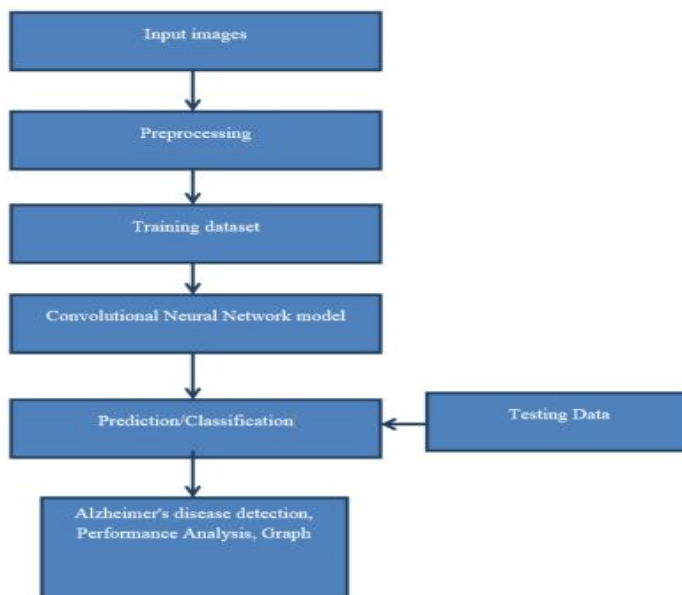 Input images
Preprocessing
Training dataset
Convolutional Neural Network model
Prediction/Classification
Testing Data
Alzheimer's disease detection,
Performance Analysis, Graph